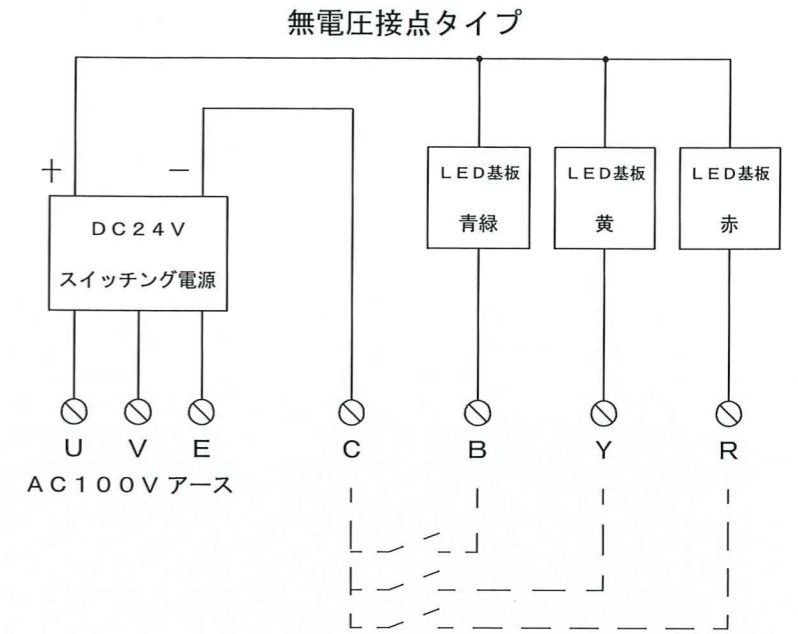 無電圧接点タイプ
＋ －
ＤＣ２４Ｖ
スイッチング電源
ＬＥＤ基板
青緑
ＬＥＤ基板
黄
ＬＥＤ基板
赤
Ｕ Ｖ Ｅ Ｃ Ｂ Ｙ Ｒ
ＡＣ１００Ｖ アース